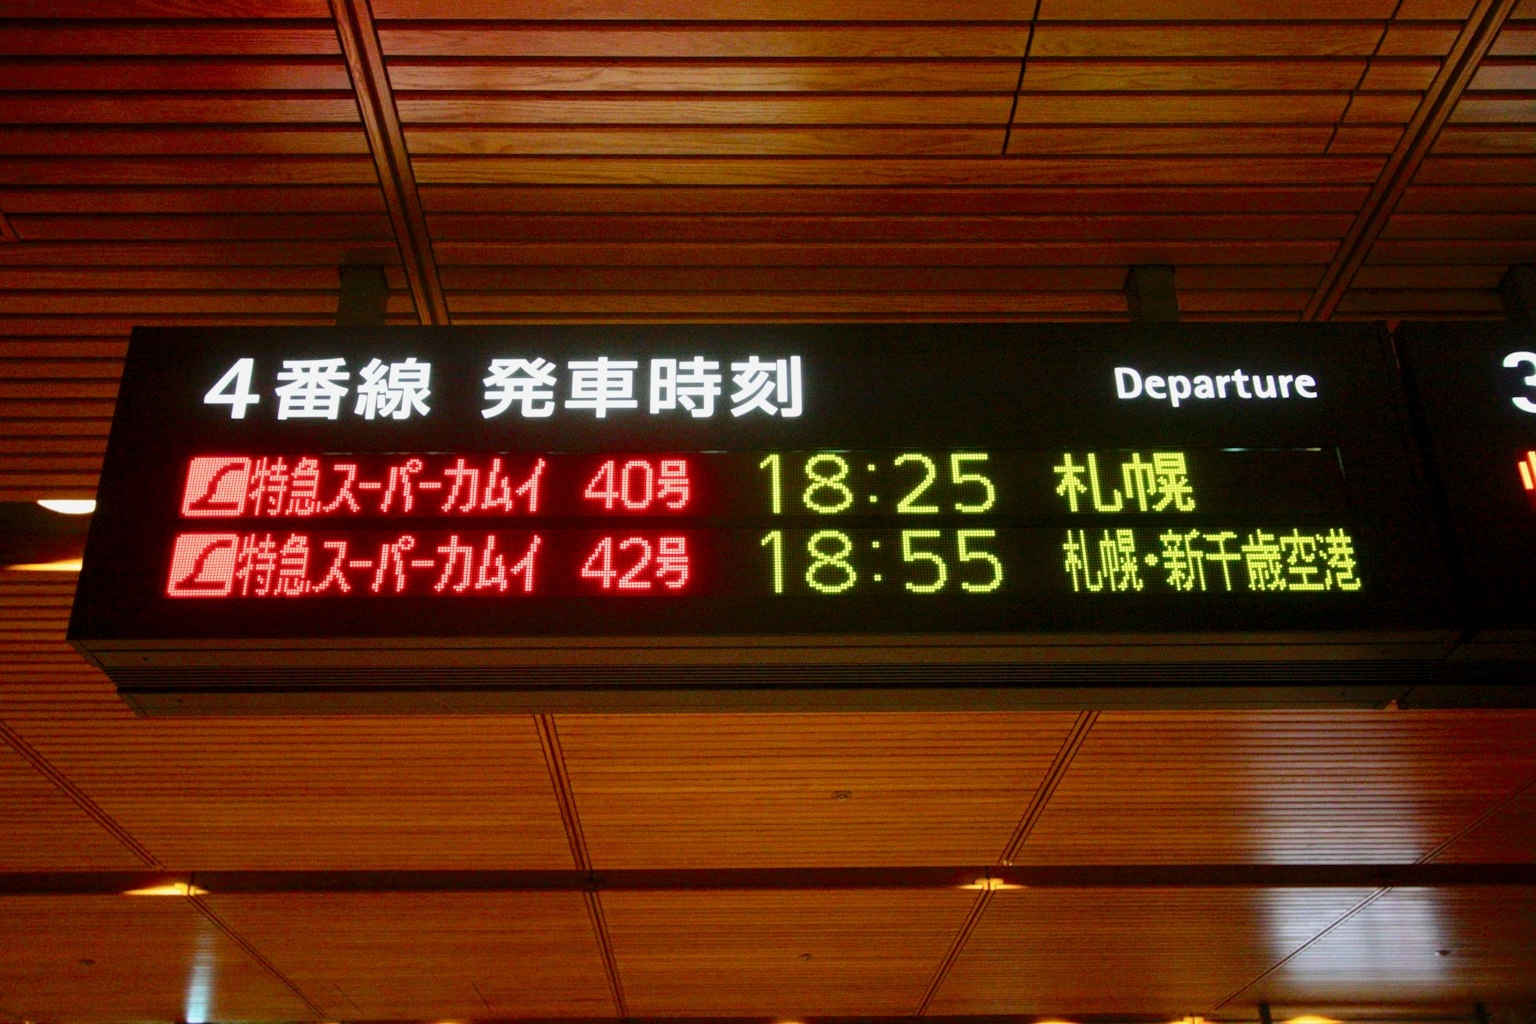 4番線 発車時刻 Departure
特急スーパーカムイ 40号 18:25 札幌
特急スーパーカムイ 42号 18:55 札幌・新千歳空港
3